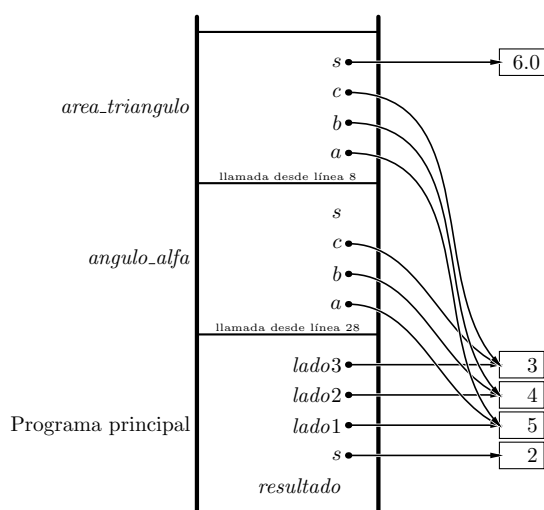 s 6.0
c
area_triangulo
b
a
llamada desde línea 8
s
c
angulo_alfa
b
a
llamada desde línea 28
lado3 3
lado2 4
Programa principal lado1 5
s 2
resultado